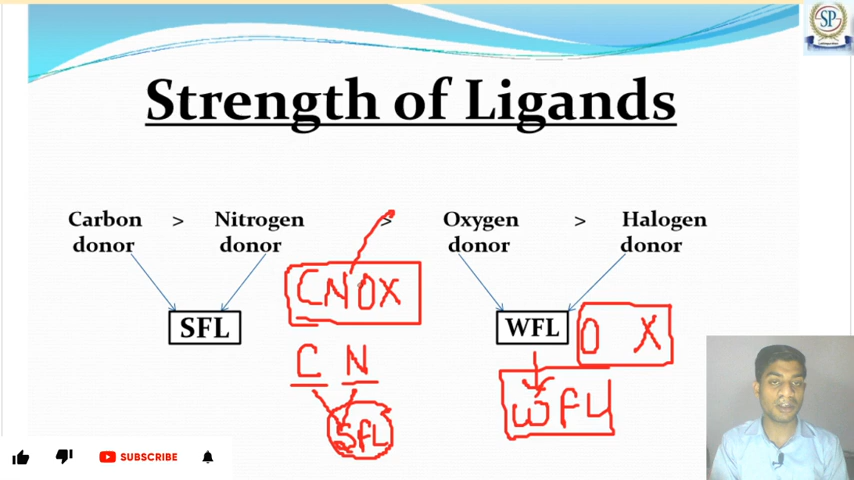 SP
Strength of Ligands
Carbon donor > Nitrogen donor > Oxygen donor > Halogen donor
SFL
WFL
CNOX
O X
C N
SFL
WFL
SUBSCRIBE